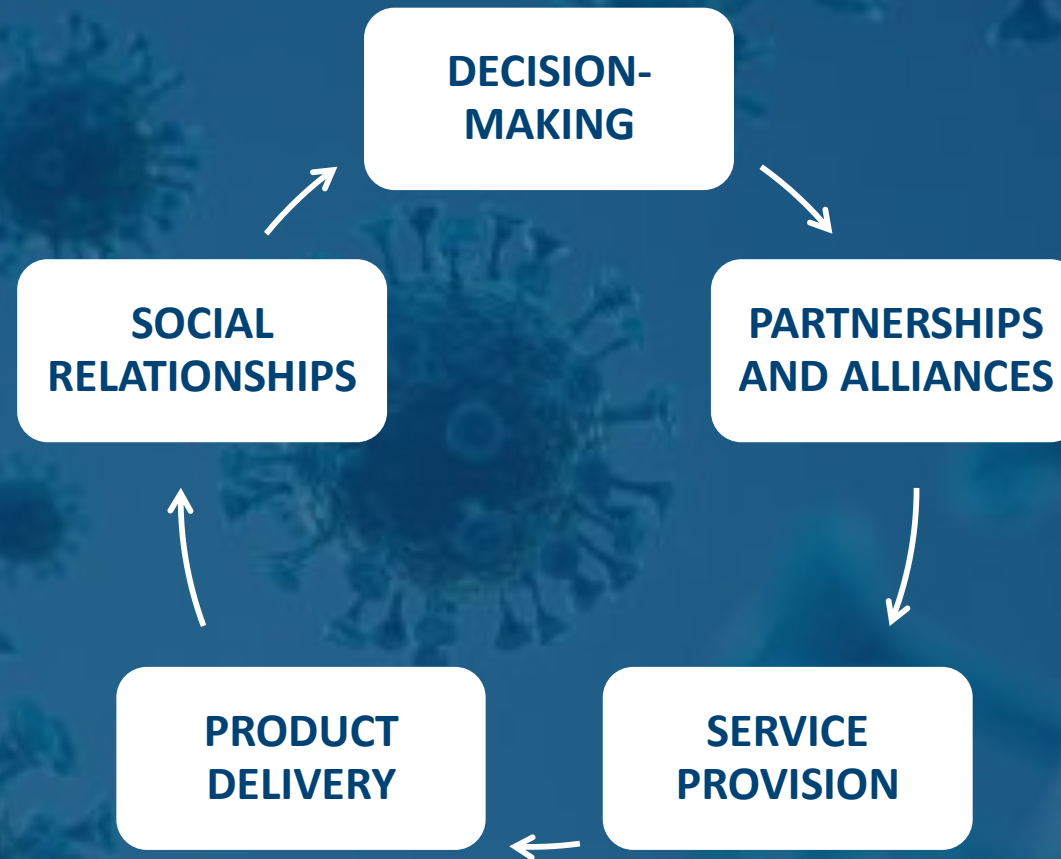 DECISION-
MAKING
SOCIAL
RELATIONSHIPS
PARTNERSHIPS
AND ALLIANCES
PRODUCT
DELIVERY
SERVICE
PROVISION